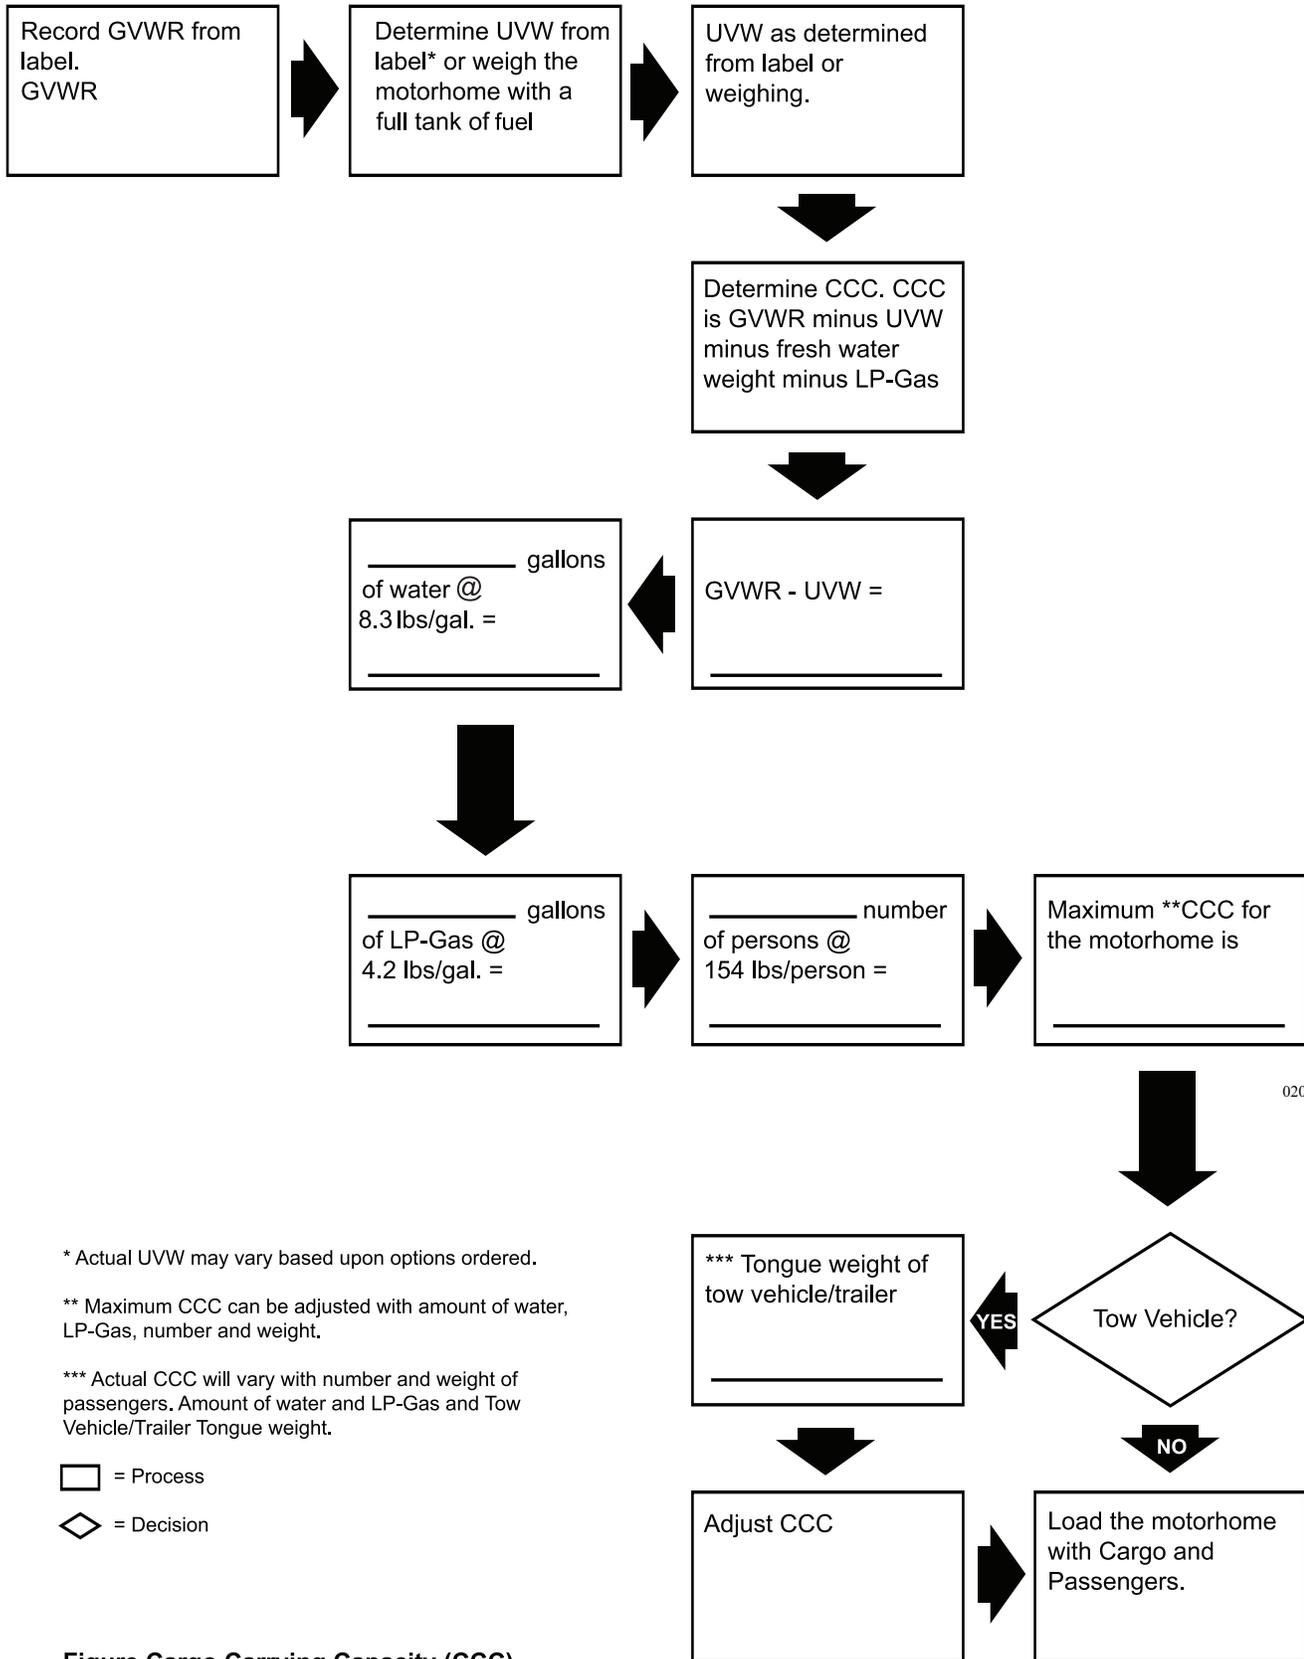 Record GVWR from
label.
GVWR
Determine UVW from
label* or weigh the
motorhome with a
full tank of fuel
UVW as determined
from label or
weighing.
Determine CCC. CCC
is GVWR minus UVW
minus fresh water
weight minus LP-Gas
GVWR - UVW =
gallons
of water @
8.3 lbs/gal. =
gallons
of LP-Gas @
4.2 lbs/gal. =
number
of persons @
154 lbs/person =
Maximum **CCC for
the motorhome is
020
Tow Vehicle?
YES
*** Tongue weight of
tow vehicle/trailer
NO
Adjust CCC
Load the motorhome
with Cargo and
Passengers.
* Actual UVW may vary based upon options ordered.
** Maximum CCC can be adjusted with amount of water,
LP-Gas, number and weight.
*** Actual CCC will vary with number and weight of
passengers. Amount of water and LP-Gas and Tow
Vehicle/Trailer Tongue weight.
= Process
= Decision
Figure Cargo Carrying Capacity (CCC)